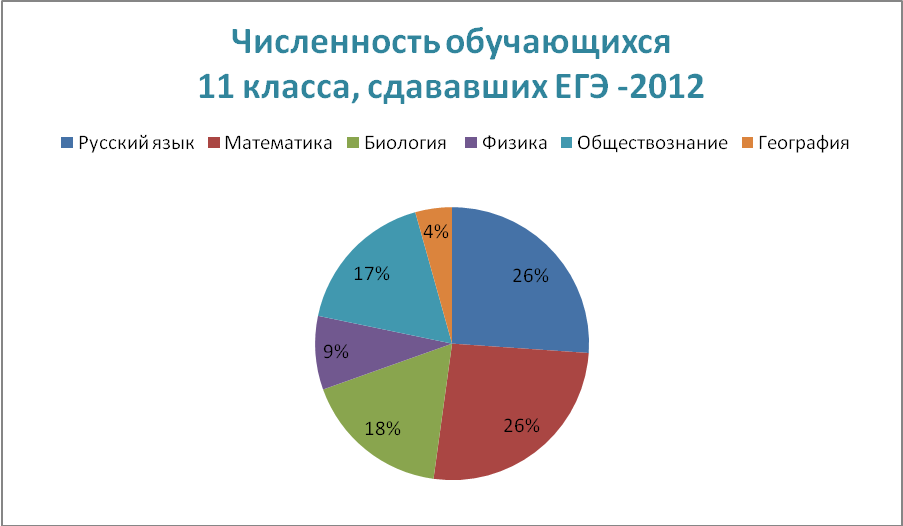 Численность обучающихся
11 класса, сдававших ЕГЭ -2012
Русский язык Математика Биология Физика Обществознание География
4%
26%
17%
9%
26%
18%